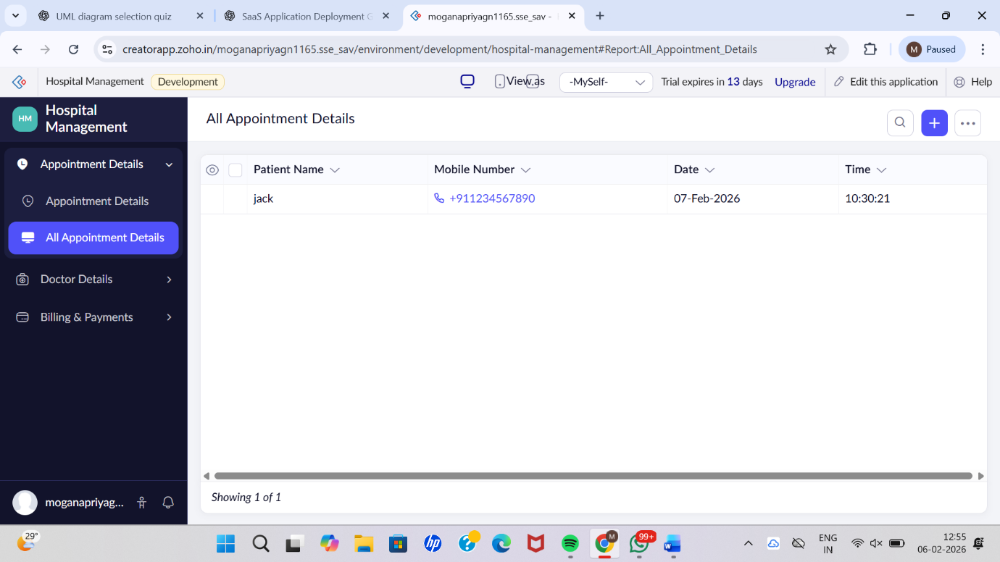 UML diagram selection quiz
SaaS Application Deployment G
moganapriyagn1165.sse_sav -
creatorapp.zoho.in/moganapriyagn1165.sse_sav/environment/development/hospital-management#Report:All_Appointment_Details
M Paused
Hospital Management Development
View as
-MySelf-
Trial expires in 13 days Upgrade
Edit this application
Help
HM
Hospital
Management
Appointment Details
Appointment Details
All Appointment Details
Doctor Details
Billing & Payments
moganapriyag...
All Appointment Details
Patient Name Mobile Number Date Time
jack +911234567890 07-Feb-2026 10:30:21
Showing 1 of 1
29°
hp
M
99+
W
ENG
IN
12:55
06-02-2026